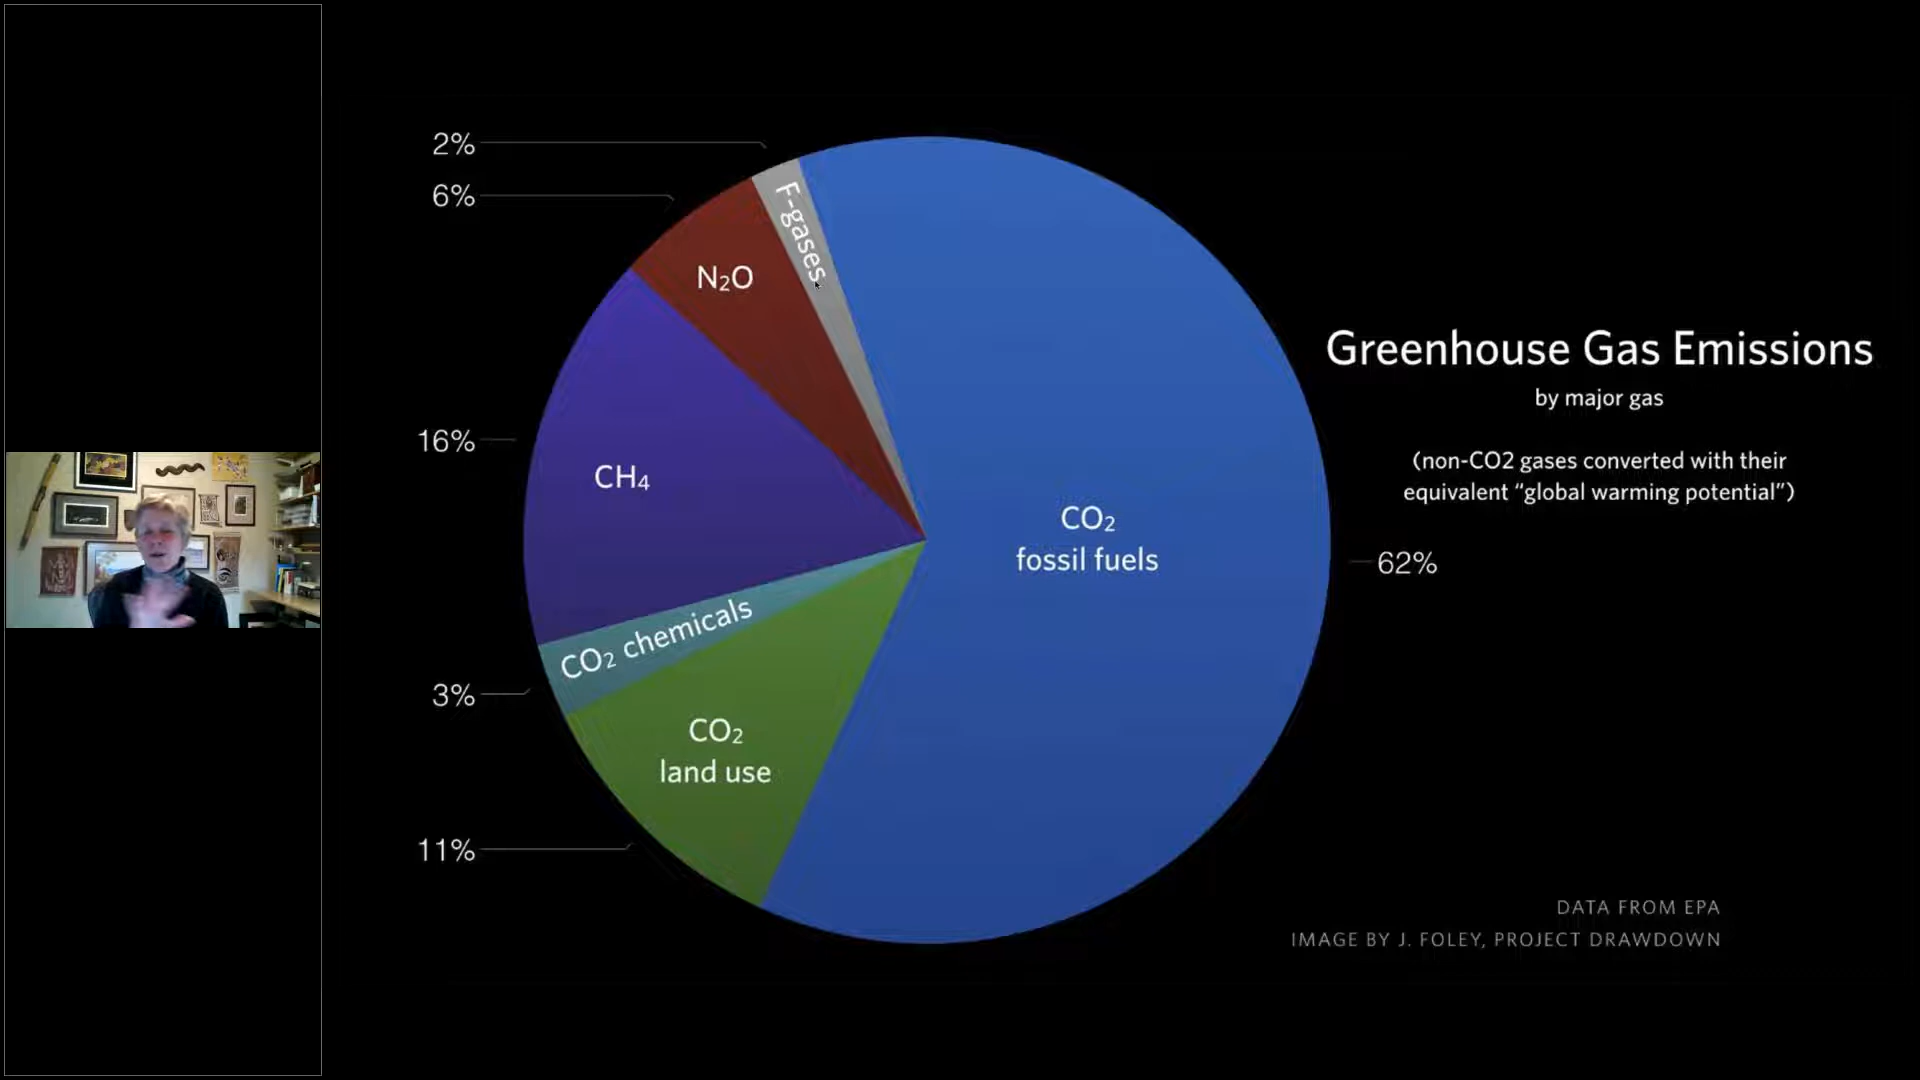 2%
6%
F-gases
N₂O
16%
CH₄
CO₂
fossil fuels
62%
CO₂ chemicals
3%
CO₂
land use
11%
Greenhouse Gas Emissions
by major gas
(non-CO2 gases converted with their
equivalent “global warming potential”)
DATA FROM EPA
IMAGE BY J. FOLEY, PROJECT DRAWDOWN